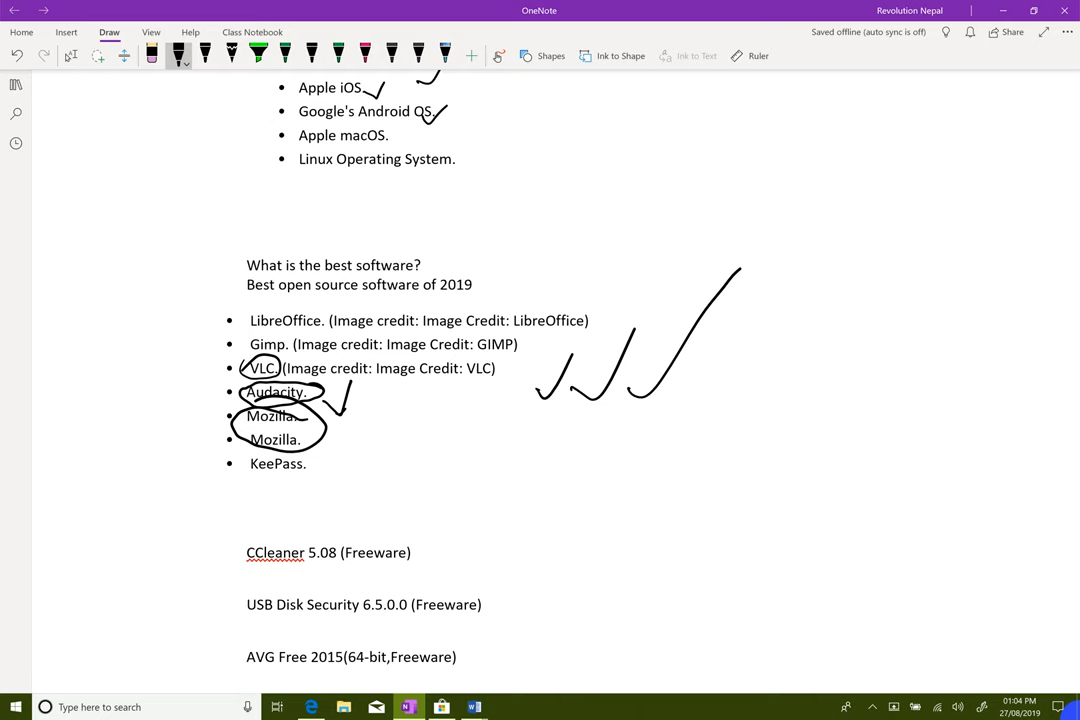 OneNote
Revolution Nepal
Home Insert Draw View Help Class Notebook
Saved offline (auto sync is off)
Share
Shapes
Ink to Shape
Ink to Text
Ruler
• Apple iOS.
• Google's Android OS.
• Apple macOS.
• Linux Operating System.
What is the best software?
Best open source software of 2019
• LibreOffice. (Image credit: Image Credit: LibreOffice)
• Gimp. (Image credit: Image Credit: GIMP)
• VLC. (Image credit: Image Credit: VLC)
• Audacity.
• Mozilla.
• Mozilla.
• KeePass.
CCleaner 5.08 (Freeware)
USB Disk Security 6.5.0.0 (Freeware)
AVG Free 2015(64-bit,Freeware)
Type here to search
01:04 PM
27/08/2019